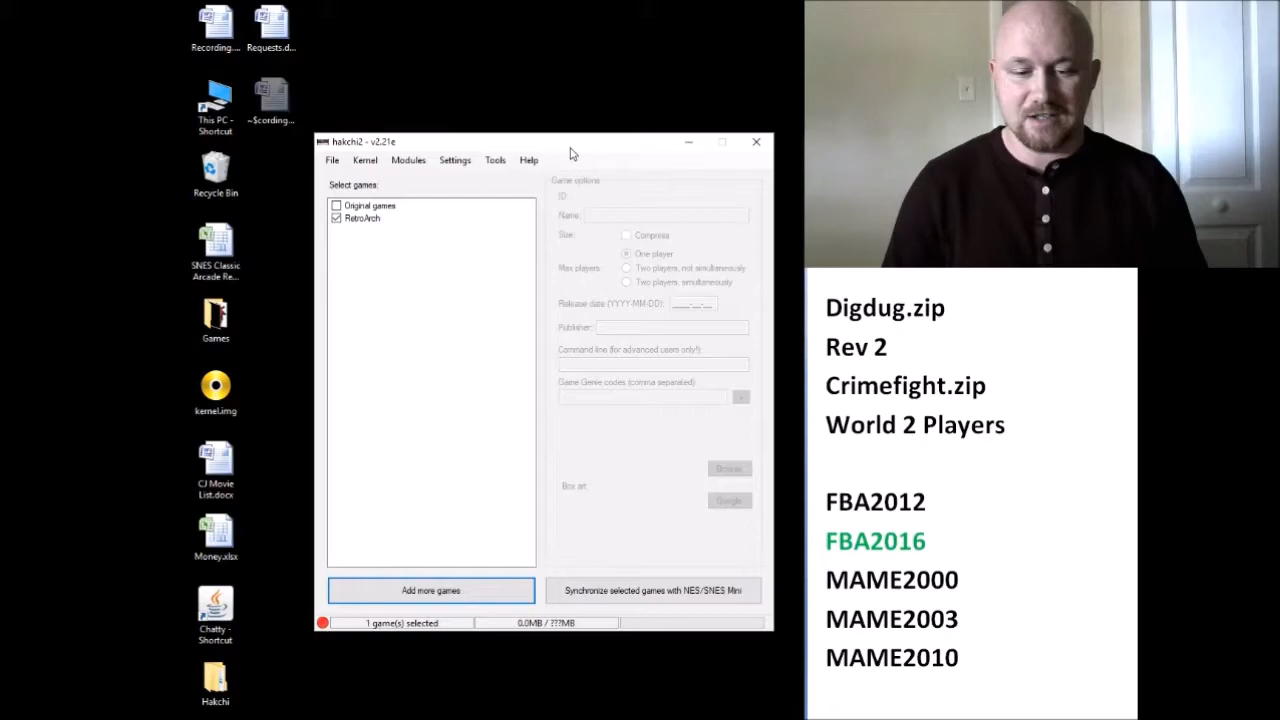 Recording....
Requests.d...
This PC -
Shortcut
~$cording...
Recycle Bin
SNES Classic
Arcade Re...
Games
kernel.img
CJ Movie
List.docx
Money.xlsx
Chatty -
Shortcut
Hakchi
hakchi2 - v2.21e
File Kernel Modules Settings Tools Help
Select games:
Original games
RetroArch
Add more games
1 game(s) selected
0.0MB / ???MB
Game options
ID:
Name:
Size:
Compress
One player
Max players:
Two players, not simultaneously
Two players, simultaneously
Release date (YYYY-MM-DD):
Publisher:
Command line (for advanced users only!):
Game Genie codes (comma separated):
Box art:
Browse
Google
Synchronize selected games with NES/SNES Mini
Digdug.zip
Rev 2
Crimefight.zip
World 2 Players
FBA2012
FBA2016
MAME2000
MAME2003
MAME2010